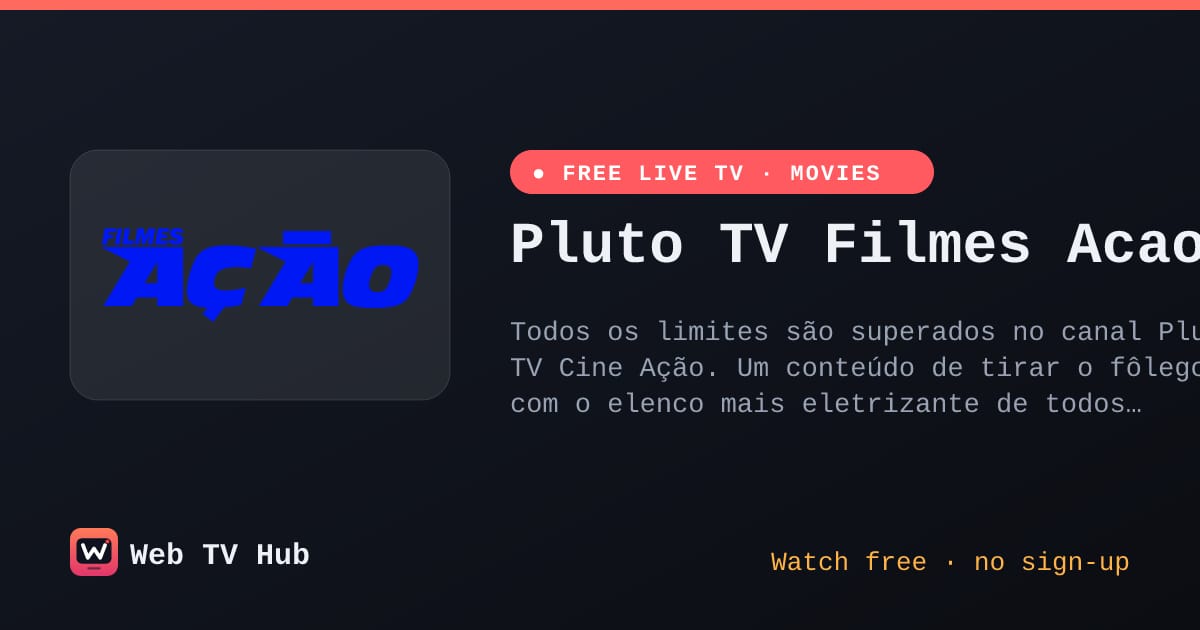 FILMES
AÇÃO
FREE LIVE TV · MOVIES
Pluto TV Filmes Acao
Todos os limites são superados no canal Plu
TV Cine Ação. Um conteúdo de tirar o fôlego
com o elenco mais eletrizante de todos…
Web TV Hub
Watch free · no sign-up